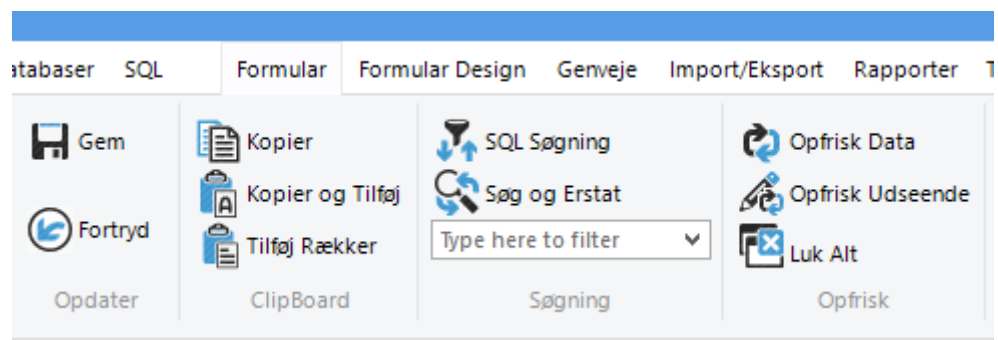 atabaser SQL Formular Formular Design Genveje Import/Eksport Rapporter T
Gem
Fortryd
Opdater
Kopier
Kopier og Tilføj
Tilføj Rækker
ClipBoard
SQL Søgning
Søg og Erstat
Type here to filter
Søgning
Opfrisk Data
Opfrisk Udseende
Luk Alt
Opfrisk